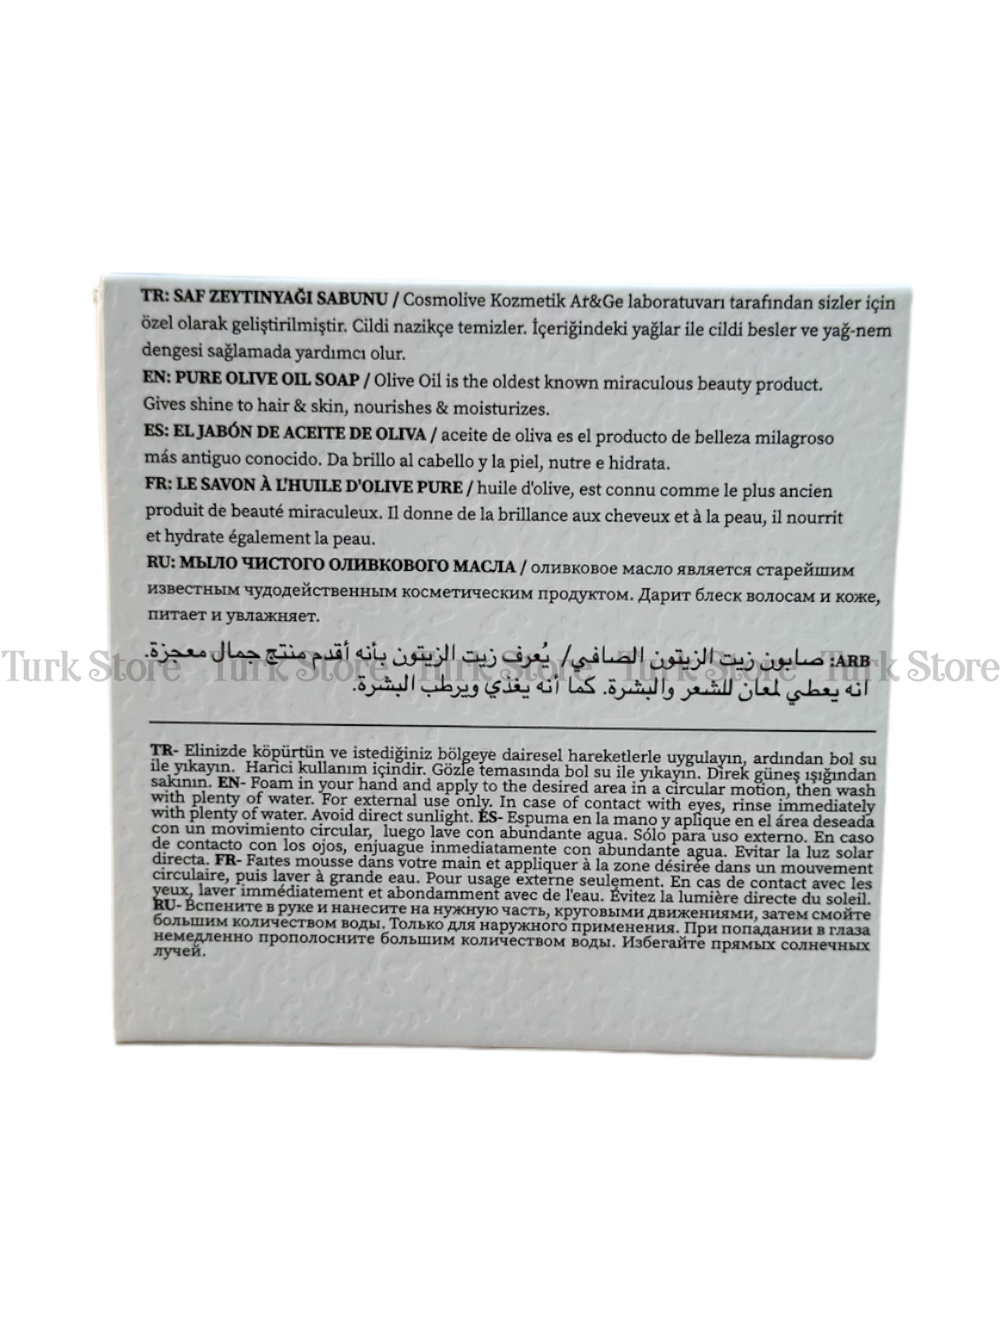 TR: SAF ZEYTINYAĞI SABUNU / Cosmolive Kozmetik Ar&Ge laboratuvarı tarafından sizler için
özel olarak geliştirilmiştir. Cildi nazikçe temizler. İçeriğindeki yağlar ile cildi besler ve yağ-nem
dengesi sağlamada yardımcı olur.
EN: PURE OLIVE OIL SOAP / Olive Oil is the oldest known miraculous beauty product.
Gives shine to hair & skin, nourishes & moisturizes.
ES: EL JABÓN DE ACEITE DE OLIVA / aceite de oliva es el producto de belleza milagroso
más antiguo conocido. Da brillo al cabello y la piel, nutre e hidrata.
FR: LE SAVON À L'HUILE D'OLIVE PURE / huile d'olive, est connu comme le plus ancien
produit de beauté miraculeux. Il donne de la brillance aux cheveux et à la peau, il nourrit
et hydrate également la peau.
RU: МЫЛО ЧИСТОГО ОЛИВКОВОГО МАСЛА / оливковое масло является старейшим
известным чудодейственным косметическим продуктом. Дарит блеск волосам и коже,
питает и увлажняет.
ARB: صابون زيت الزيتون الصافي/ يُعرف زيت الزيتون بأنه أقدم منتج جمال معجزة.
انه يعطي لمعان للشعر والبشرة. كما أنه يغذي ويرطب البشرة.
Turk Store Turk Store Turk Store Turk Store Turk Store
TR- Elinizde köpürtün ve istediğiniz bölgeye dairesel hareketlerle uygulayın, ardından bol su
ile yıkayın. Harici kullanım içindir. Gözle temasında bol su ile yıkayın. Direk güneş ışığından
sakının. EN- Foam in your hand and apply to the desired area in a circular motion, then wash
with plenty of water. For external use only. In case of contact with eyes, rinse immediately
with plenty of water. Avoid direct sunlight. ES- Espuma en la mano y aplique en el área deseada
con un movimiento circular, luego lave con abundante agua. Sólo para uso externo. En caso
de contacto con los ojos, enjuague inmediatamente con abundante agua. Evitar la luz solar
directa. FR- Faites mousse dans votre main et appliquer à la zone désirée dans un mouvement
circulaire, puis laver à grande eau. Pour usage externe seulement. En cas de contact avec les
yeux, laver immédiatement et abondamment avec de l'eau. Évitez la lumière directe du soleil.
RU- Вспените в руке и нанесите на нужную часть, круговыми движениями, затем смойте
большим количеством воды. Только для наружного применения. При попадании в глаза
немедленно прополосните большим количеством воды. Избегайте прямых солнечных
лучей.